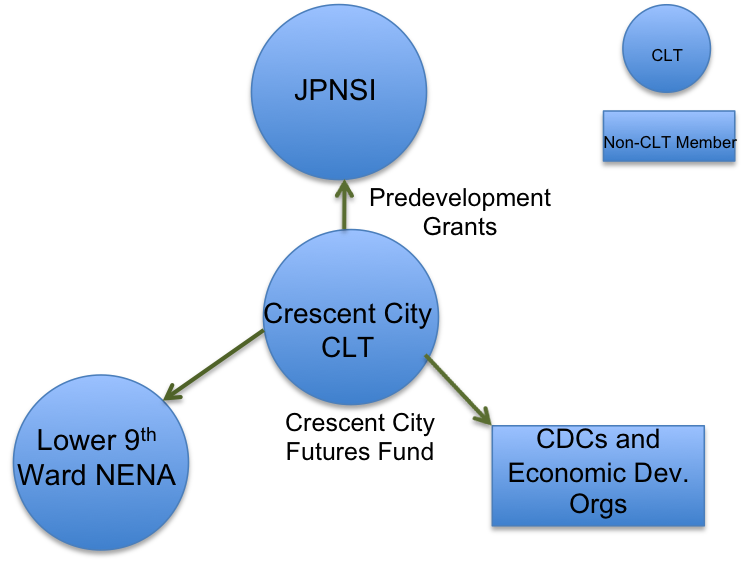 JPNSI
CLT
Non-CLT Member
Predevelopment
Grants
Crescent City
CLT
Crescent City
Futures Fund
Lower 9th
Ward NENA
CDCs and
Economic Dev.
Orgs